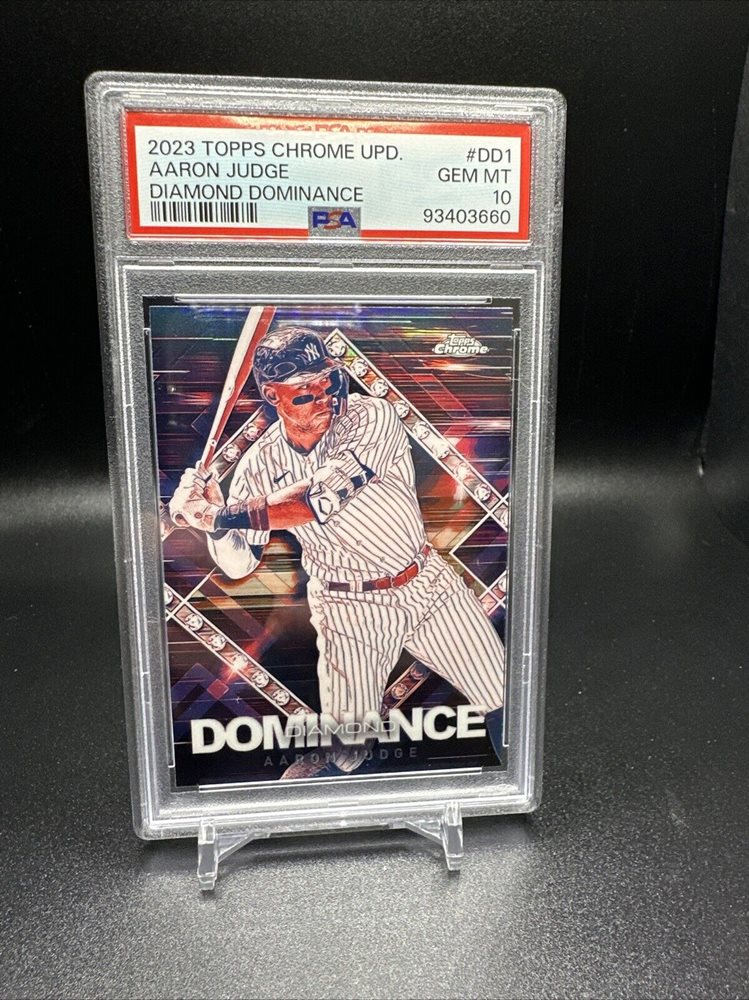 2023 TOPPS CHROME UPD. #DD1
AARON JUDGE GEM MT
DIAMOND DOMINANCE 10
PSA 93403660
Topps
Chrome
NY
DOMINANCE
DIAMOND
AARON JUDGE